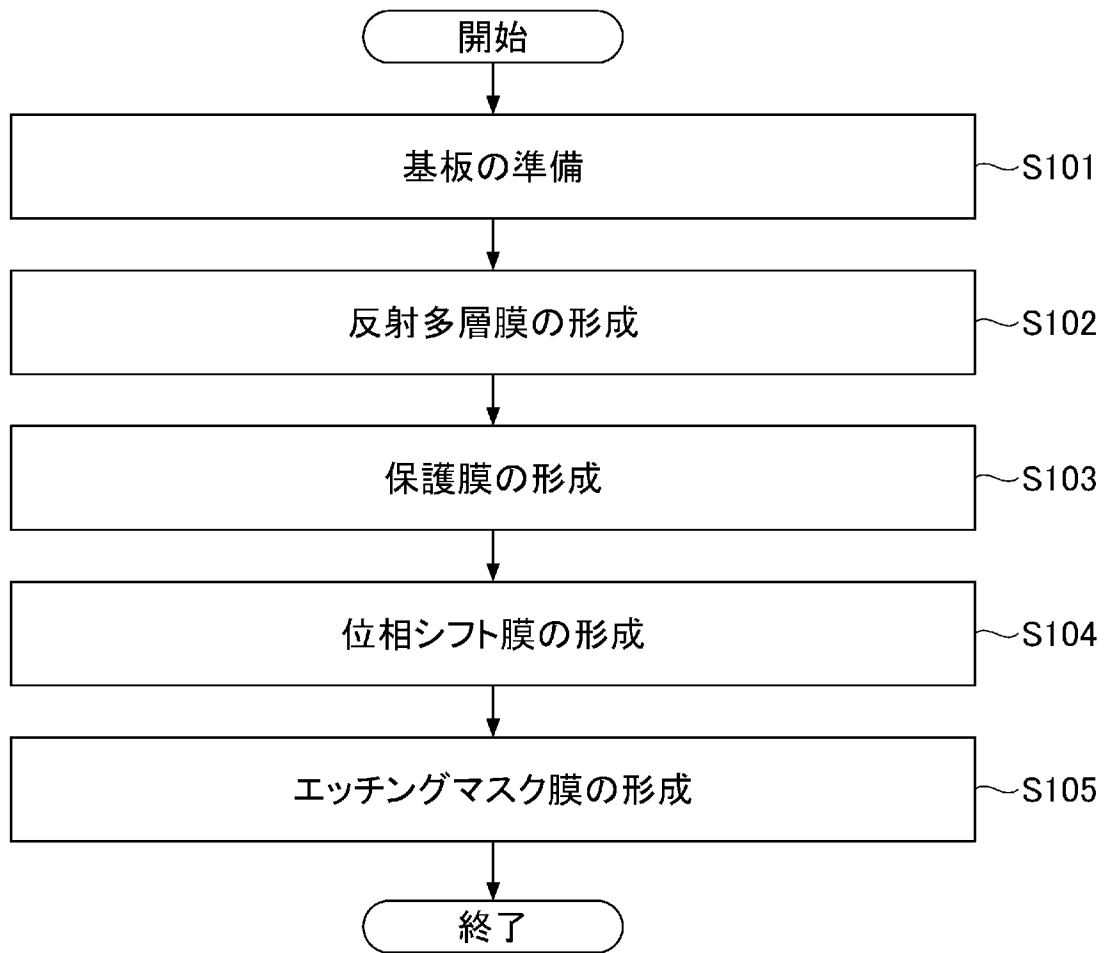 開始
基板の準備
S101
反射多層膜の形成
S102
保護膜の形成
S103
位相シフト膜の形成
S104
エッチングマスク膜の形成
S105
終了